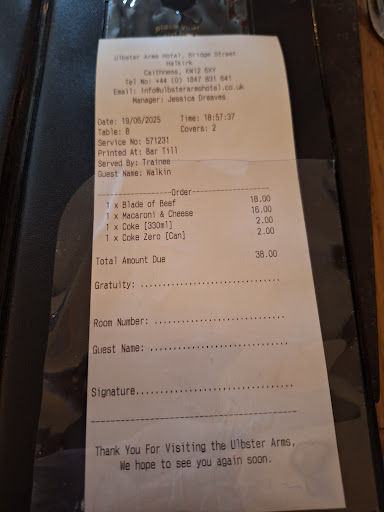 place your
Ulbster Arms Hotel, Bridge Street
Halkirk
Caithness, KW12 6XY
Tel No: +44 (0) 1847 831 641
Email: info@ulbsterarmshotel.co.uk
Manager: Jessica Dreaves
Date: 19/06/2025 Time: 18:57:37
Table: 8 Covers: 2
Service No: 571231
Printed At: Bar Till
Served By: Trainee
Guest Name: Walkin
--------------------Order--------------------
1 x Blade of Beef 18.00
1 x Macaroni & Cheese 16.00
1 x Coke [330ml] 2.00
1 x Coke Zero [Can] 2.00
Total Amount Due 38.00
Gratuity: ................................
Room Number: ..............................
Guest Name: ...............................
Signature..................................
---------------------------------------------
Thank You For Visiting the Ulbster Arms,
We hope to see you again soon.